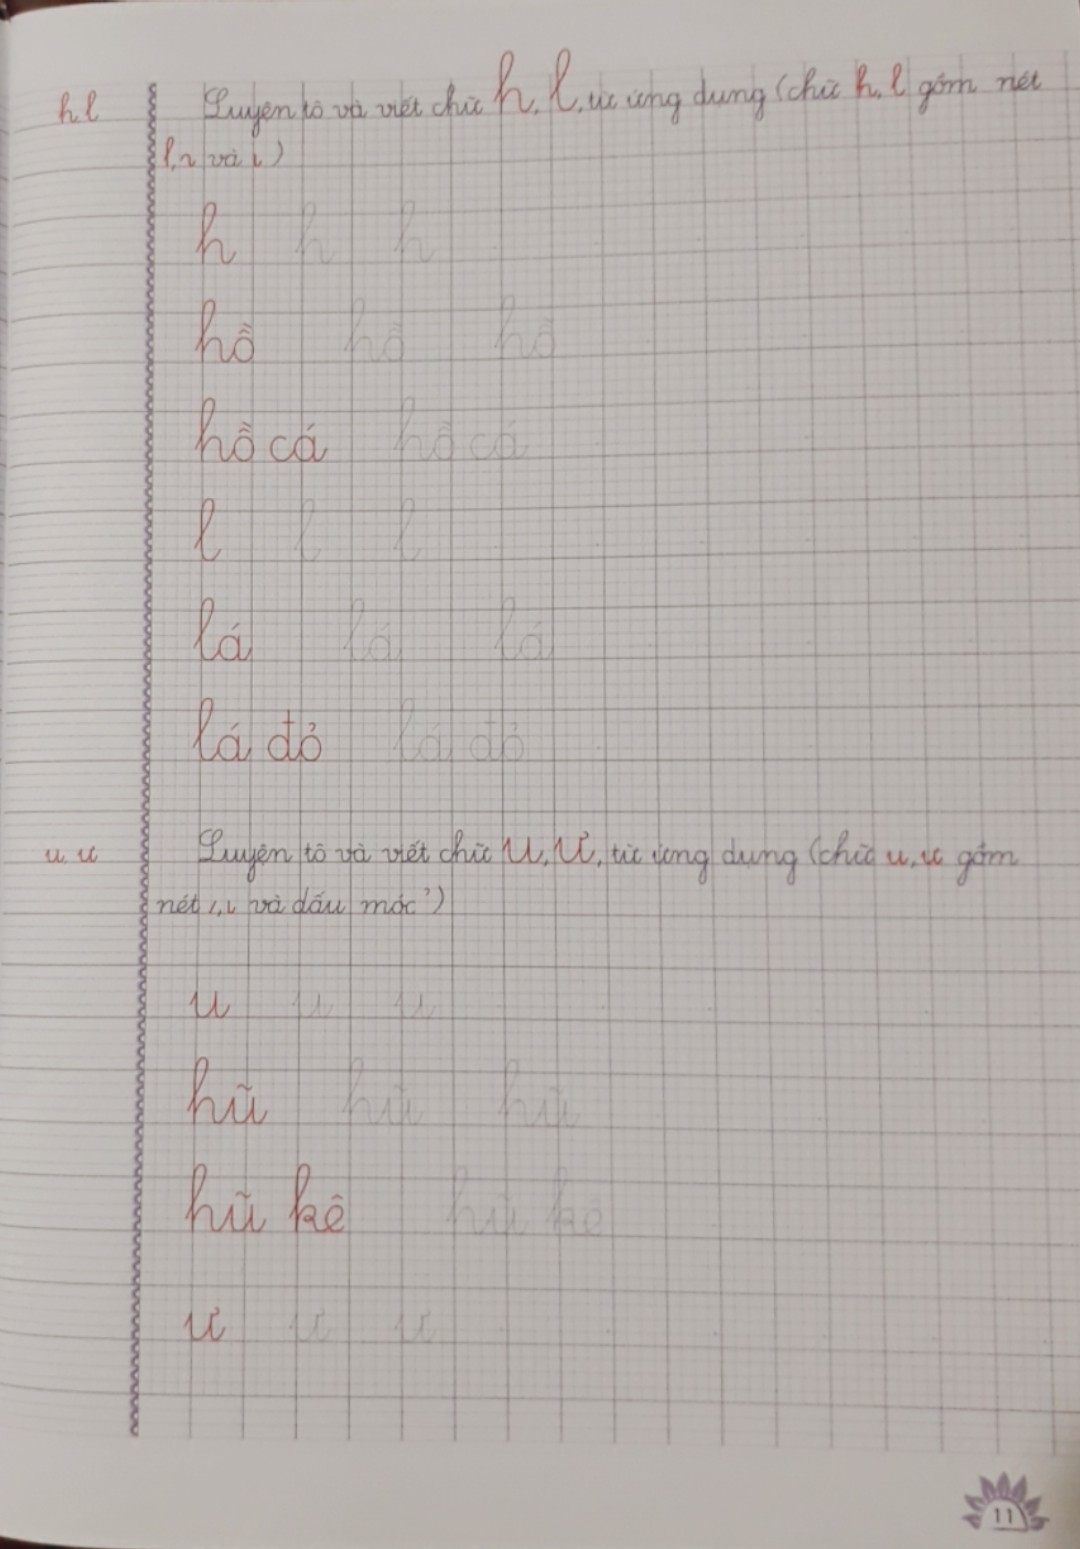 h l
Luyện tô và viết chữ h, l, từ ứng dụng (chữ h, l gồm nét
l, ɿ và ι)
h h h
hồ hồ hồ
hồ cá hồ cá
l l l
lá lá lá
lá đỏ lá đỏ
u ư
Luyện tô và viết chữ u, ư, từ ứng dụng (chữ u, ư gồm
nét ı, ι và dấu móc ʾ)
u u u
hũ hũ hũ
hũ kê hũ kê
ư ư ư
11